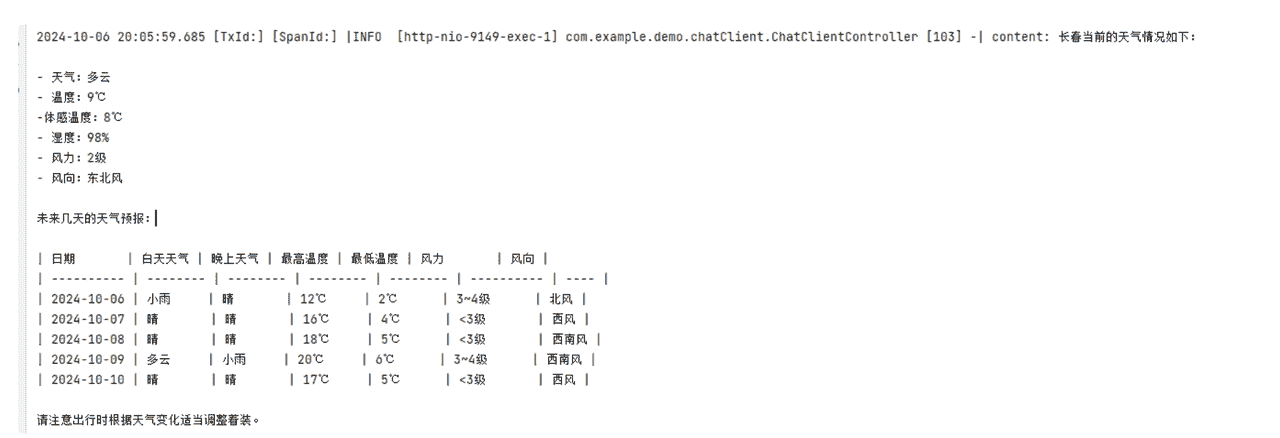 2024-10-06 20:05:59.685 [TxId:] [SpanId:] |INFO  [http-nio-9149-exec-1] com.example.demo.chatClient.ChatClientController [103] -| content: 长春当前的天气情况如下:
- 天气: 多云
- 温度: 9℃
-体感温度: 8℃
- 湿度: 98%
- 风力: 2级
- 风向: 东北风
未来几天的天气预报:
| 日期       | 白天天气 | 晚上天气 | 最高温度 | 最低温度 | 风力       | 风向 |
| ---------- | -------- | -------- | -------- | -------- | ---------- | ---- |
| 2024-10-06 | 小雨     | 晴       | 12℃     | 2℃      | 3~4级      | 北风 |
| 2024-10-07 | 晴       | 晴       | 16℃     | 4℃      | <3级       | 西风 |
| 2024-10-08 | 晴       | 晴       | 18℃     | 5℃      | <3级       | 西南风 |
| 2024-10-09 | 多云     | 小雨     | 20℃     | 6℃      | 3~4级      | 西南风 |
| 2024-10-10 | 晴       | 晴       | 17℃     | 5℃      | <3级       | 西风 |
请注意出行时根据天气变化适当调整着装。